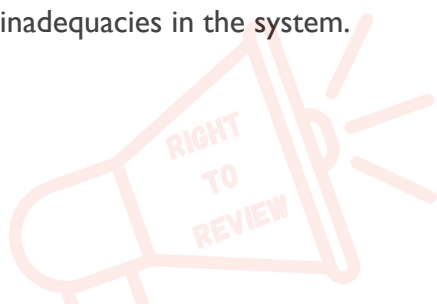 inadequacies in the system.
RIGHT
TO
REVIEW